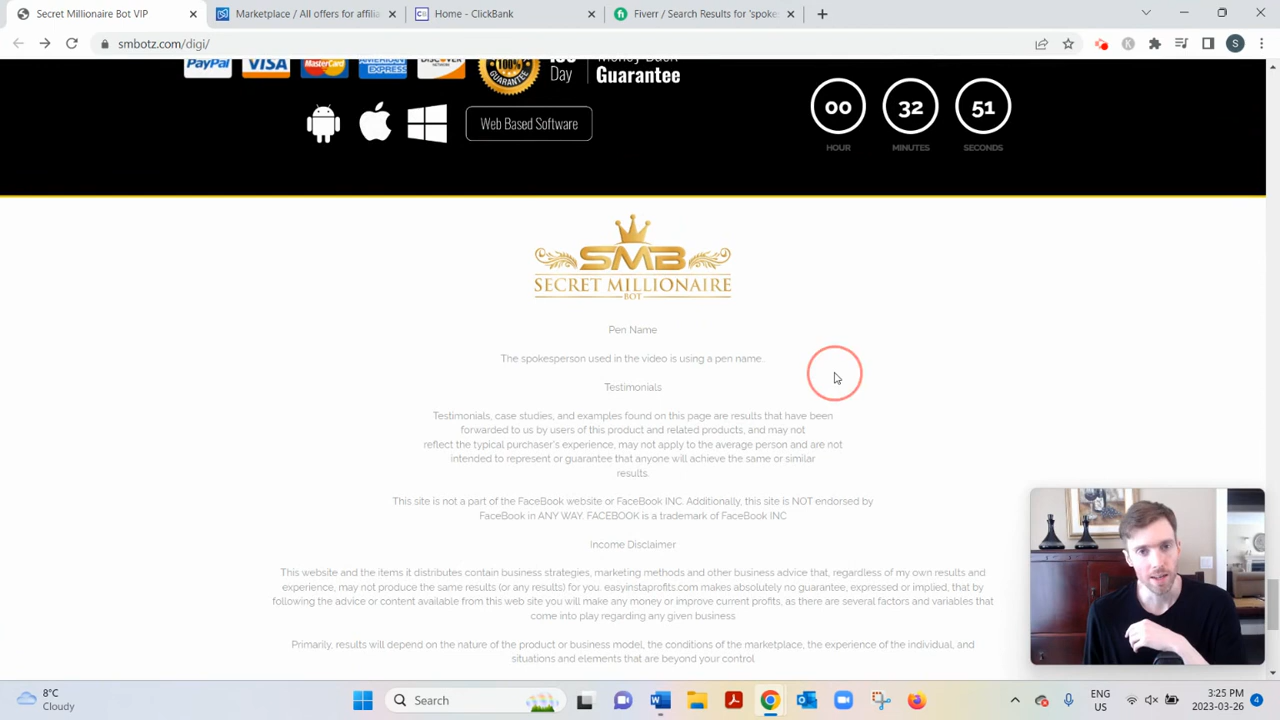 Secret Millionaire Bot VIP
Marketplace / All offers for affilia
Home - ClickBank
Fiverr / Search Results for 'spoke
smbotz.com/digi/
S
PayPal
VISA
MasterCard
AMERICAN EXPRESS
DISCOVER
100%
Day
Guarantee
Web Based Software
00
32
51
HOUR
MINUTES
SECONDS
SMB
SECRET MILLIONAIRE
BOT
Pen Name
The spokesperson used in the video is using a pen name.
Testimonials
Testimonials, case studies, and examples found on this page are results that have been
forwarded to us by users of this product and related products, and may not
reflect the typical purchaser's experience, may not apply to the average person and are not
intended to represent or guarantee that anyone will achieve the same or similar
results.
This site is not a part of the FaceBook website or FaceBook INC. Additionally, this site is NOT endorsed by
FaceBook in ANY WAY. FACEBOOK is a trademark of FaceBook INC
Income Disclaimer
This website and the items it distributes contain business strategies, marketing methods and other business advice that, regardless of my own results and
experience, may not produce the same results (or any results) for you. easyinstaprofits.com makes absolutely no guarantee, expressed or implied, that by
following the advice or content available from this web site you will make any money or improve current profits, as there are several factors and variables that
come into play regarding any given business
Primarily, results will depend on the nature of the product or business model, the conditions of the marketplace, the experience of the individual, and
situations and elements that are beyond your control
8°C
Cloudy
Search
ENG
US
3:25 PM
2023-03-26
4